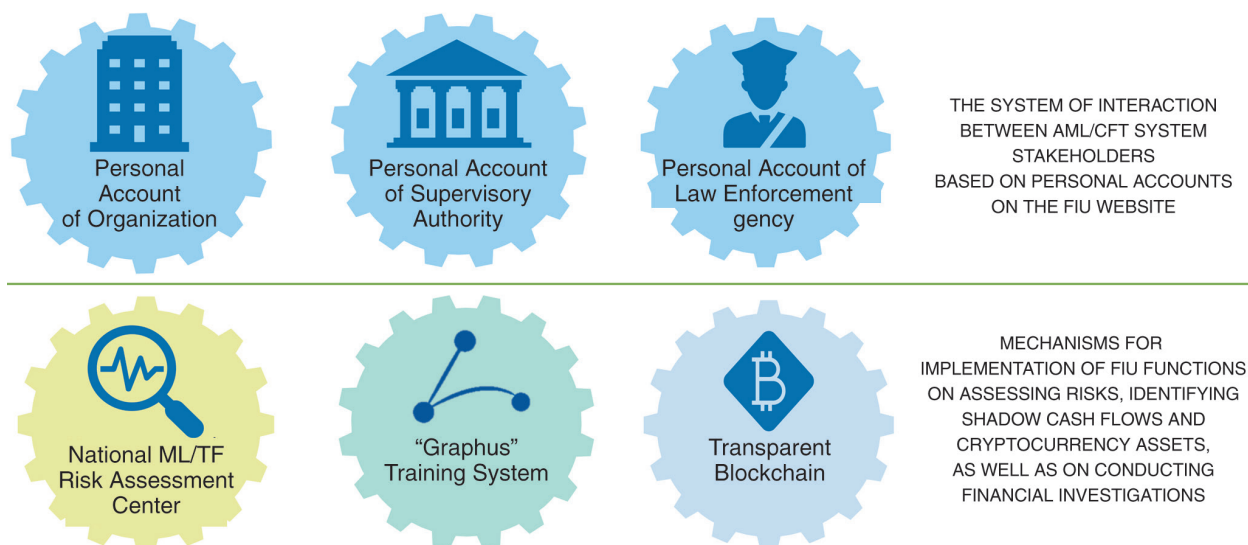 Personal
Account
of Organization
Personal Account
of Supervisory
Authority
Personal Account of
Law Enforcement
gency
THE SYSTEM OF INTERACTION
BETWEEN AML/CFT SYSTEM
STAKEHOLDERS
BASED ON PERSONAL ACCOUNTS
ON THE FIU WEBSITE
National ML/TF
Risk Assessment
Center
“Graphus”
Training System
Transparent
Blockchain
MECHANISMS FOR
IMPLEMENTATION OF FIU FUNCTIONS
ON ASSESSING RISKS, IDENTIFYING
SHADOW CASH FLOWS AND
CRYPTOCURRENCY ASSETS,
AS WELL AS ON CONDUCTING
FINANCIAL INVESTIGATIONS